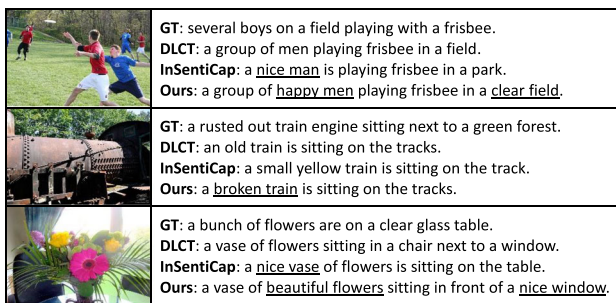 GT: several boys on a field playing with a frisbee.
DLCT: a group of men playing frisbee in a field.
InSentiCap: a nice man is playing frisbee in a park.
Ours: a group of happy men playing frisbee in a clear field.
GT: a rusted out train engine sitting next to a green forest.
DLCT: an old train is sitting on the tracks.
InSentiCap: a small yellow train is sitting on the track.
Ours: a broken train is sitting on the tracks.
GT: a bunch of flowers are on a clear glass table.
DLCT: a vase of flowers sitting in a chair next to a window.
InSentiCap: a nice vase of flowers is sitting on the table.
Ours: a vase of beautiful flowers sitting in front of a nice window.